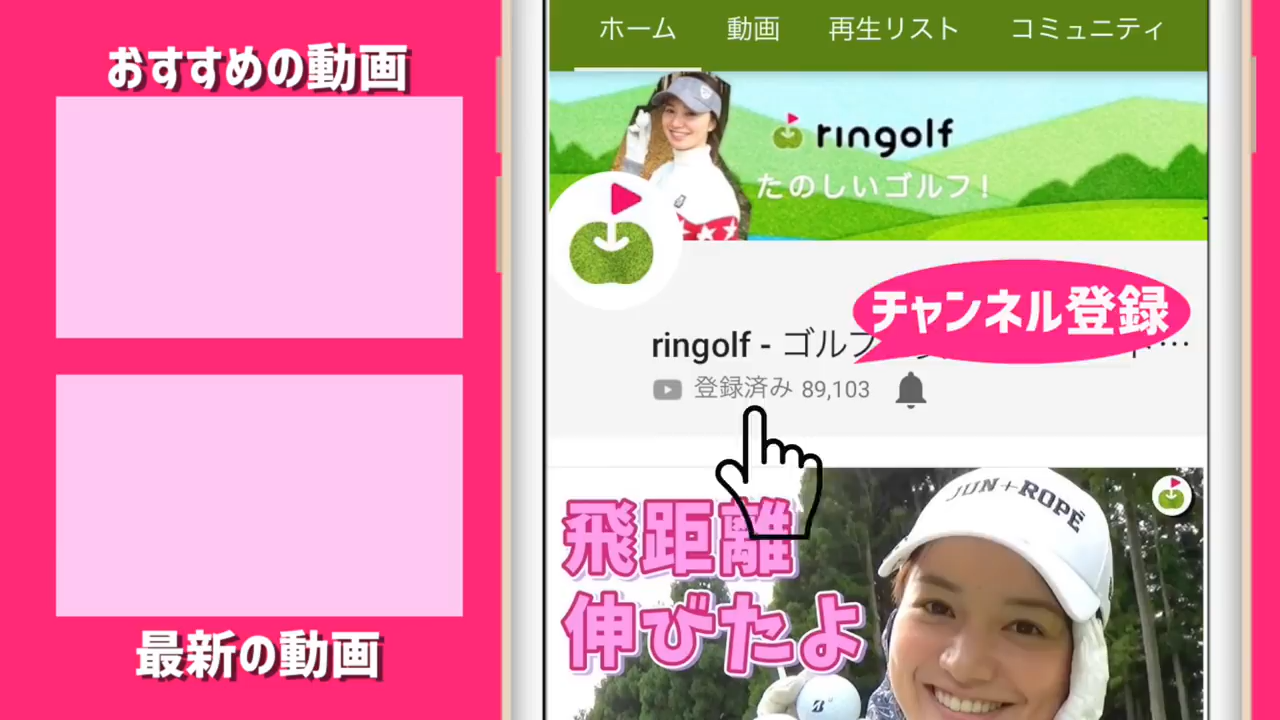 おすすめの動画
最新の動画
ホーム 動画 再生リスト コミュニティ
ringolf
たのしいゴルフ!
チャンネル登録
ringolf - ゴルフ
登録済み 89,103
飛距離
伸びたよ
JUN+ROPÉ
B